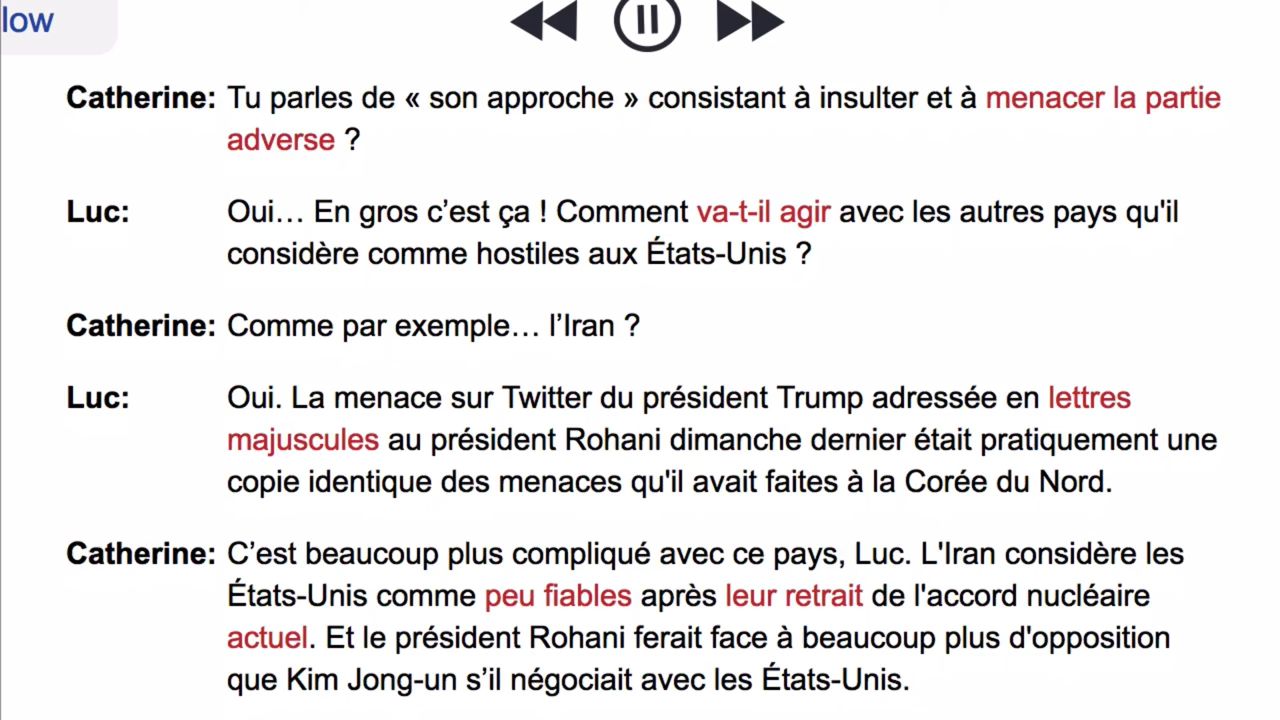 low
Catherine: Tu parles de « son approche » consistant à insulter et à menacer la partie
adverse ?
Luc: Oui… En gros c’est ça ! Comment va-t-il agir avec les autres pays qu'il
considère comme hostiles aux États-Unis ?
Catherine: Comme par exemple… l’Iran ?
Luc: Oui. La menace sur Twitter du président Trump adressée en lettres
majuscules au président Rohani dimanche dernier était pratiquement une
copie identique des menaces qu'il avait faites à la Corée du Nord.
Catherine: C’est beaucoup plus compliqué avec ce pays, Luc. L'Iran considère les
États-Unis comme peu fiables après leur retrait de l'accord nucléaire
actuel. Et le président Rohani ferait face à beaucoup plus d'opposition
que Kim Jong-un s’il négociait avec les États-Unis.